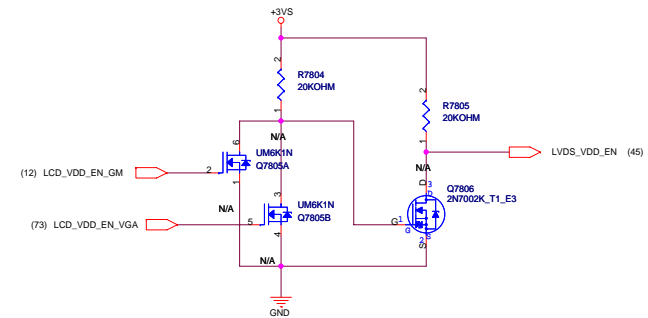 +3VS
2
R7804
20KOHM
1
2
R7805
20KOHM
1
N/A
6
UM6K1N
Q7805A
(12) LCD_VDD_EN_GM
2
1
LVDS_VDD_EN (45)
N/A
Q7806
2N7002K_T1_E3
D
3
D
N/A
3
UM6K1N
Q7805B
(73) LCD_VDD_EN_VGA
5
4
G
1
G
2
S
S
N/A
GND